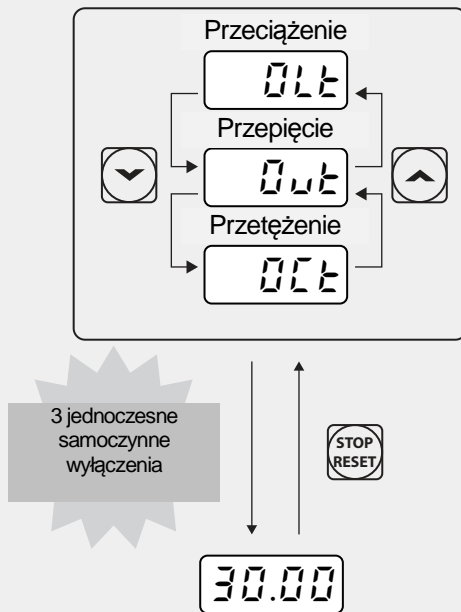 Przeciążenie
OLt
Przepięcie
Out
Przetężenie
OCt
3 jednoczesne
samoczynne
wyłączenia
STOP
RESET
30.00